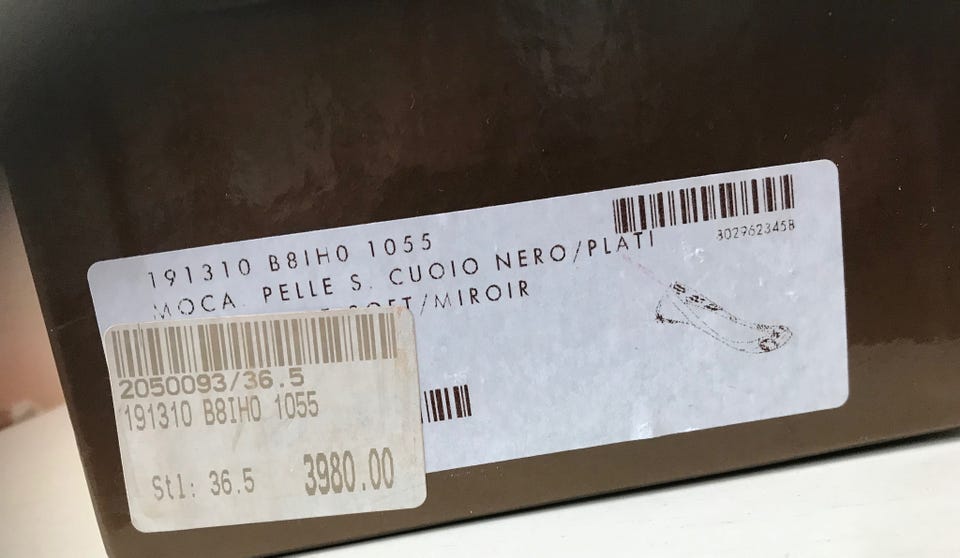 191310 B8IH0 1055
MOCA. PELLE S. CUOIO NERO/PLATI
SOFT/MIROIR
802962345B
2050093/36.5
191310 B8IH0 1055
Stl: 36.5 3980.00